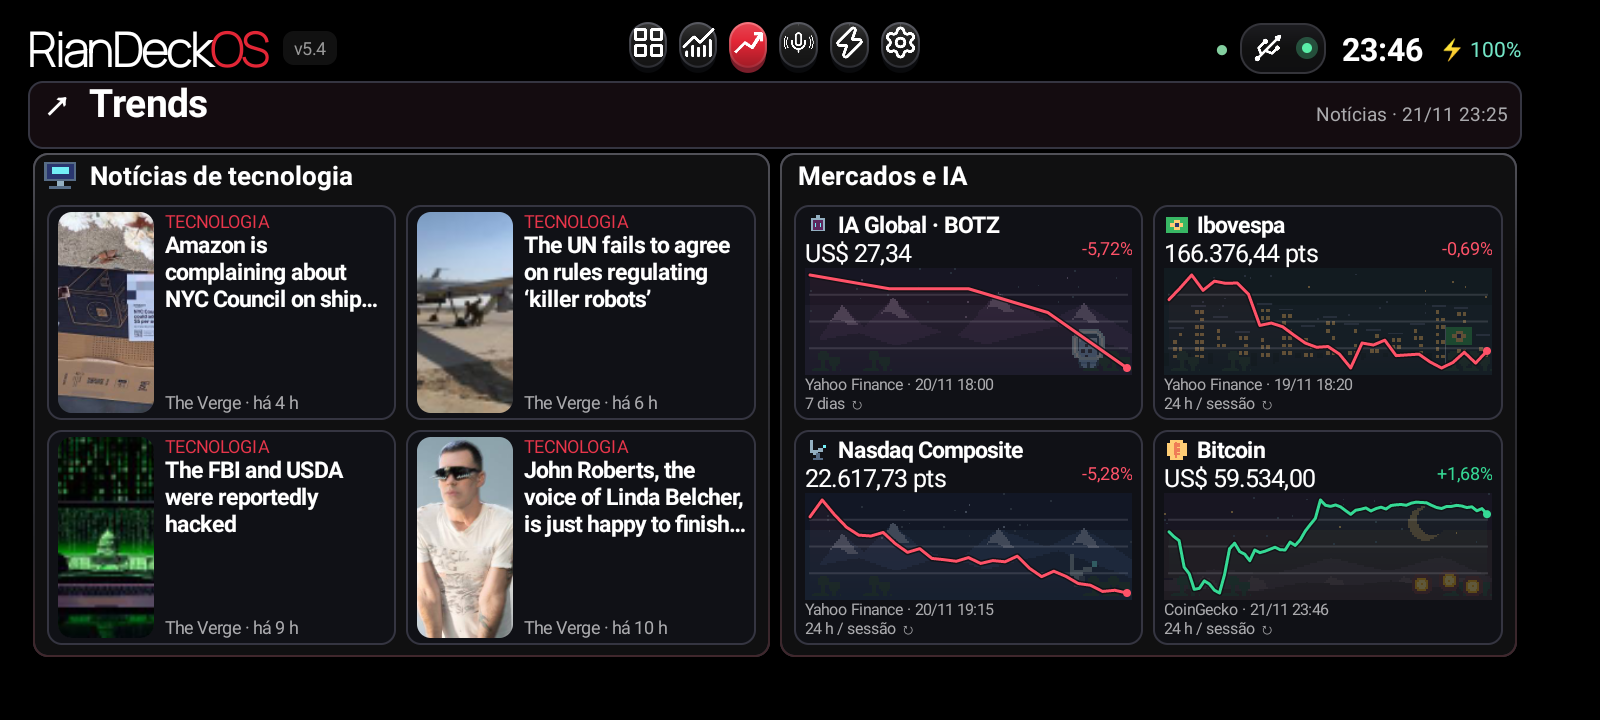 RianDeckOS v5.4
23:46 ⚡ 100%
Trends
Notícias · 21/11 23:25
Notícias de tecnologia
TECNOLOGIA
Amazon is
complaining about
NYC Council on ship...
The Verge · há 4 h
TECNOLOGIA
The UN fails to agree
on rules regulating
‘killer robots’
The Verge · há 6 h
TECNOLOGIA
The FBI and USDA
were reportedly
hacked
The Verge · há 9 h
TECNOLOGIA
John Roberts, the
voice of Linda Belcher,
is just happy to finish...
The Verge · há 10 h
Mercados e IA
IA Global · BOTZ
US$ 27,34 -5,72%
Yahoo Finance · 20/11 18:00
7 dias ↻
Ibovespa
166.376,44 pts -0,69%
Yahoo Finance · 19/11 18:20
24 h / sessão ↻
Nasdaq Composite
22.617,73 pts -5,28%
Yahoo Finance · 20/11 19:15
24 h / sessão ↻
Bitcoin
US$ 59.534,00 +1,68%
CoinGecko · 21/11 23:46
24 h / sessão ↻